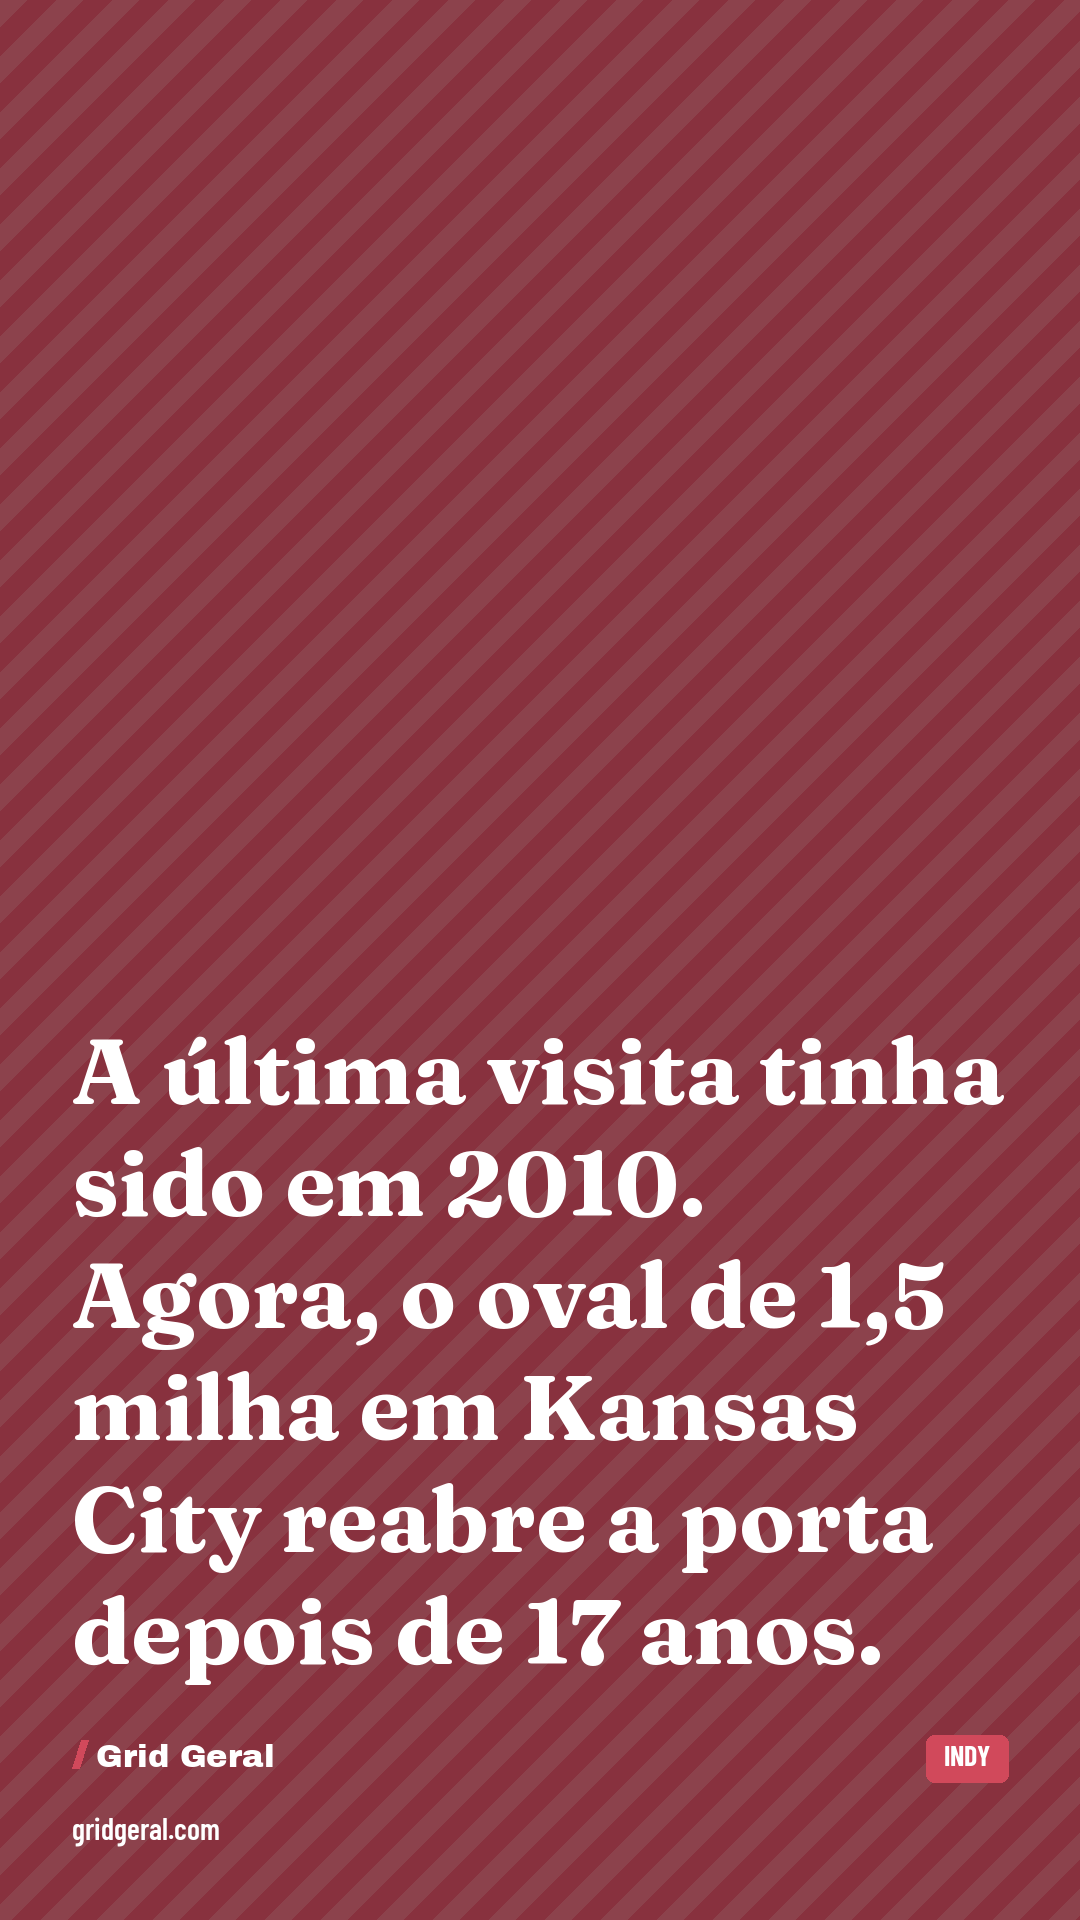 A última visita tinha
sido em 2010.
Agora, o oval de 1,5
milha em Kansas
City reabre a porta
depois de 17 anos.
/ Grid Geral
INDY
gridgeral.com